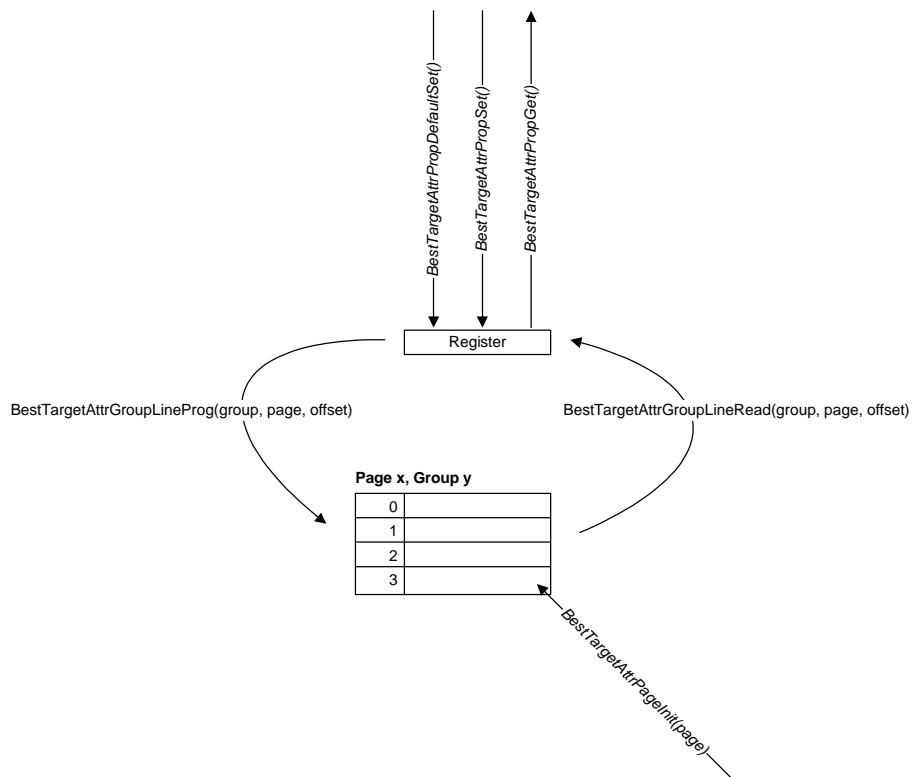 BestTargetAttrPropDefaultSet()
BestTargetAttrPropSet()
BestTargetAttrPropGet()
Register
BestTargetAttrGroupLineProg(group, page, offset)
BestTargetAttrGroupLineRead(group, page, offset)
Page x, Group y
0
1
2
3
BestTargetAttrPageInit(page)